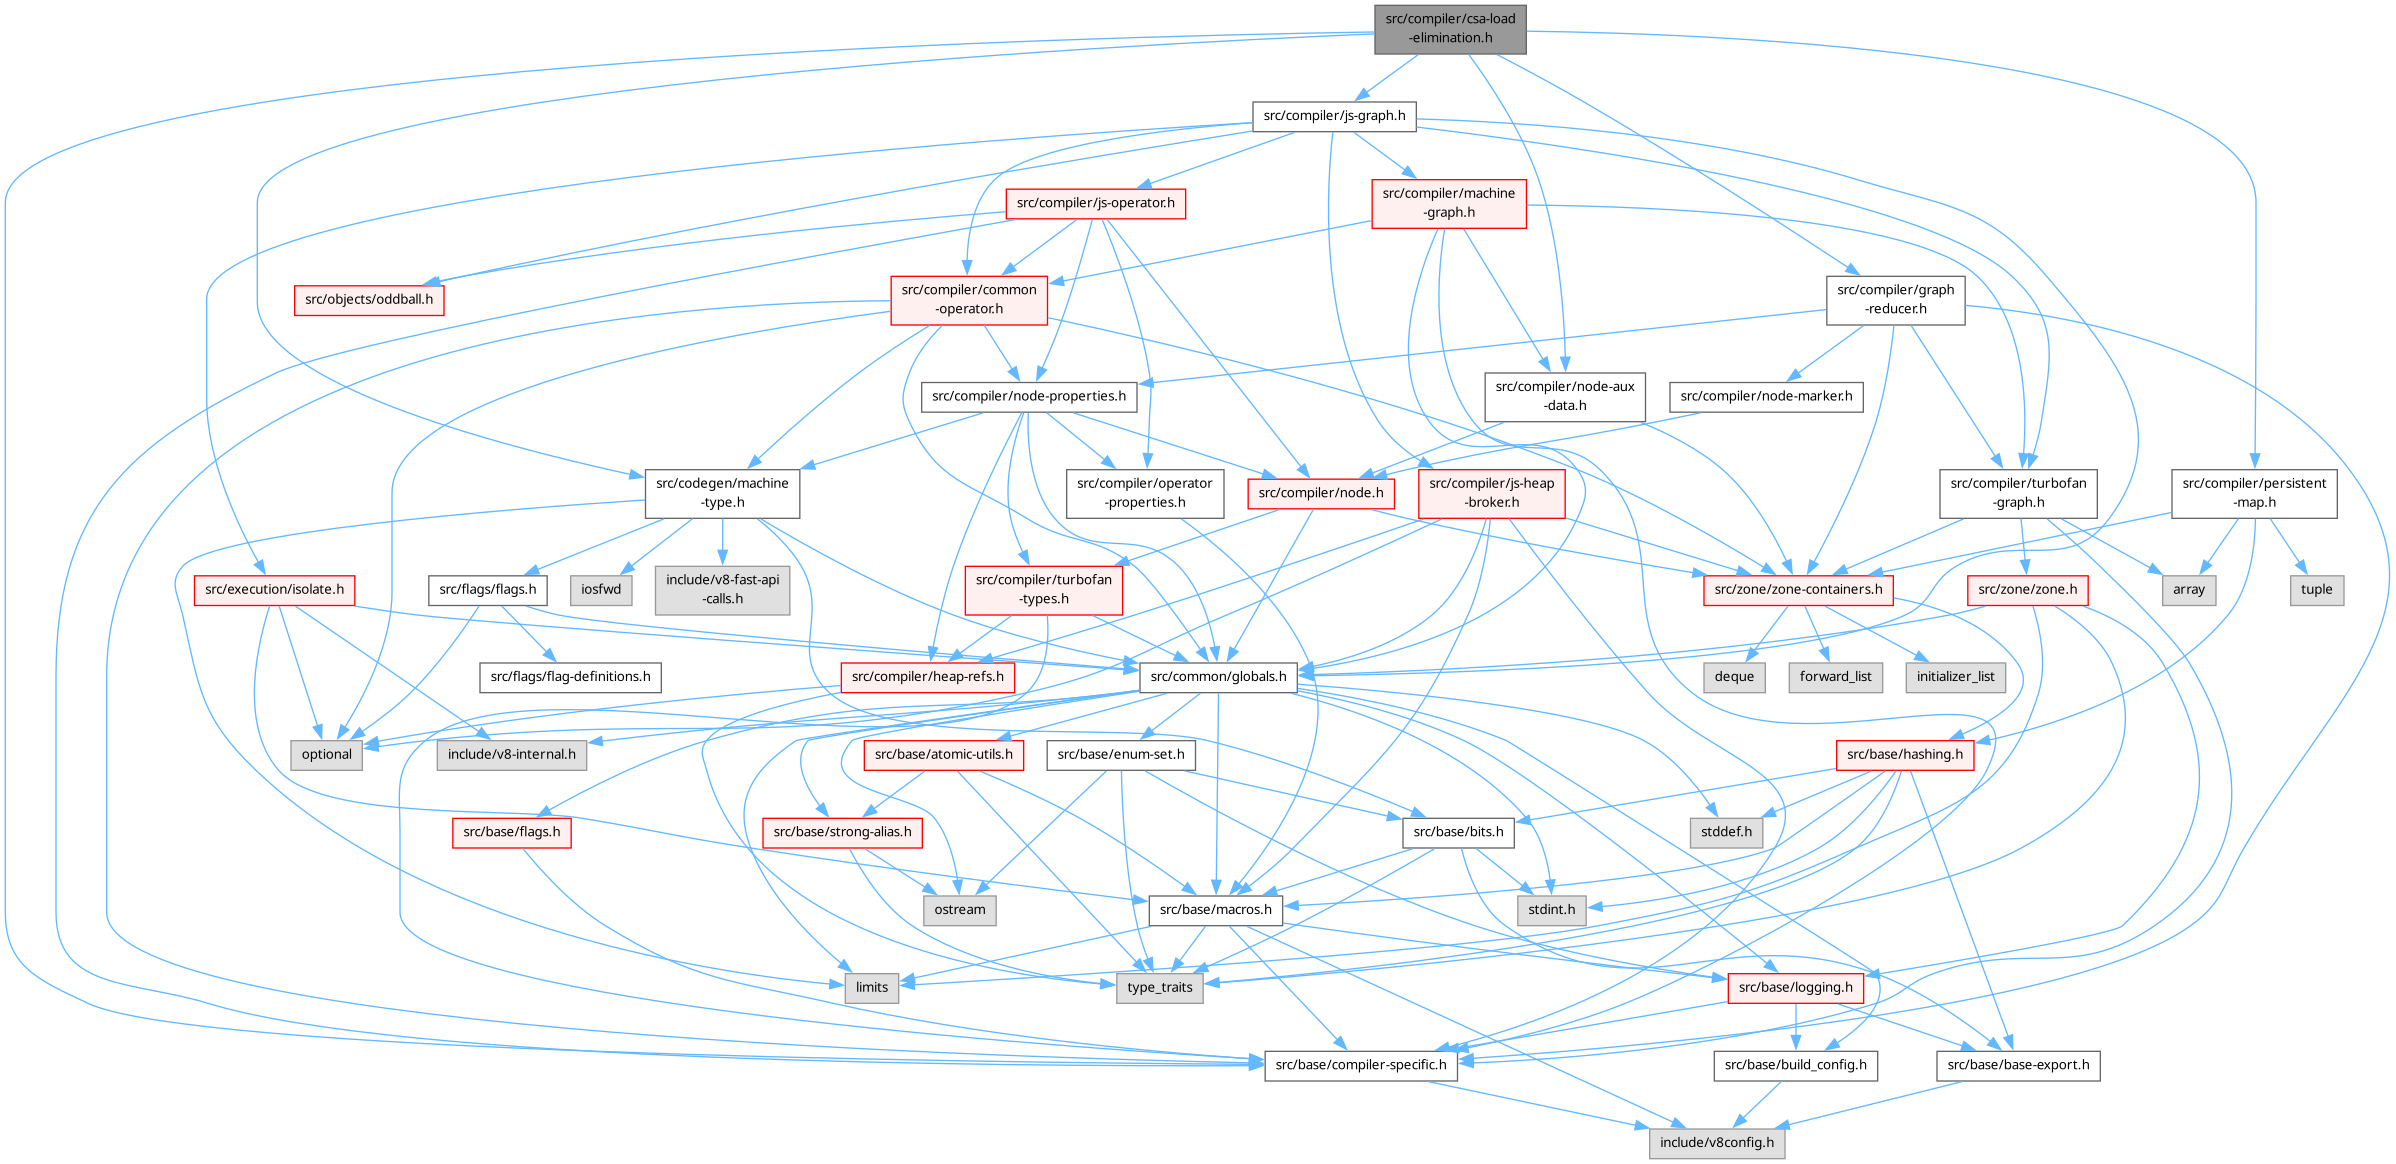 src/compiler/csa-load
-elimination.h
src/compiler/js-graph.h
src/compiler/js-operator.h
src/compiler/machine
-graph.h
src/objects/oddball.h
src/compiler/common
-operator.h
src/compiler/graph
-reducer.h
src/compiler/node-properties.h
src/compiler/node-aux
-data.h
src/compiler/node-marker.h
src/codegen/machine
-type.h
src/compiler/operator
-properties.h
src/compiler/node.h
src/compiler/js-heap
-broker.h
src/compiler/turbofan
-graph.h
src/compiler/persistent
-map.h
src/execution/isolate.h
src/flags/flags.h
iosfwd
include/v8-fast-api
-calls.h
src/compiler/turbofan
-types.h
src/zone/zone-containers.h
src/zone/zone.h
array
tuple
src/flags/flag-definitions.h
src/compiler/heap-refs.h
src/common/globals.h
deque
forward_list
initializer_list
optional
include/v8-internal.h
src/base/atomic-utils.h
src/base/enum-set.h
src/base/hashing.h
src/base/flags.h
src/base/strong-alias.h
src/base/bits.h
stddef.h
ostream
src/base/macros.h
stdint.h
limits
type_traits
src/base/logging.h
src/base/compiler-specific.h
src/base/build_config.h
src/base/base-export.h
include/v8config.h